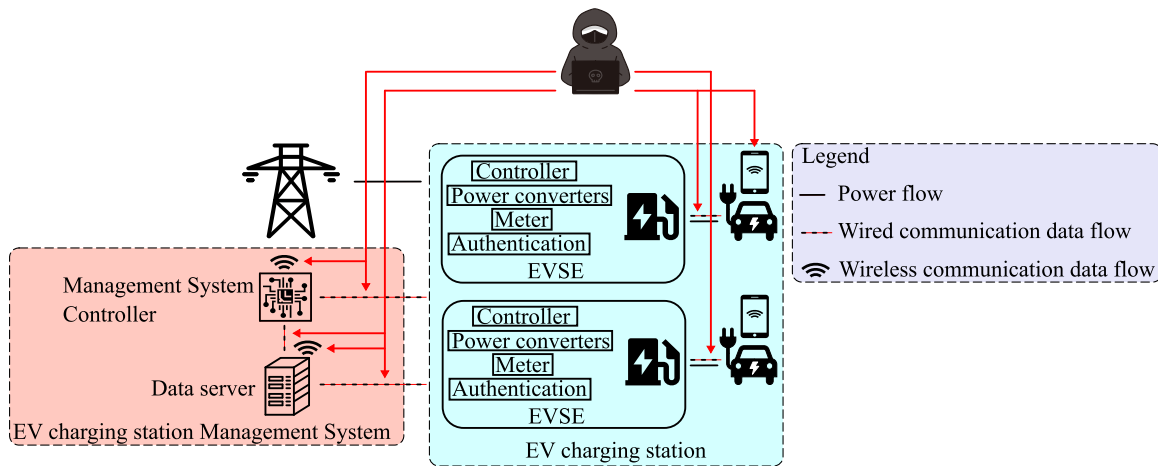 Controller
Power converters
Meter
Authentication
EVSE
Controller
Power converters
Meter
Authentication
EVSE
EV charging station
Management System
Controller
Data server
EV charging station Management System
Legend
Power flow
Wired communication data flow
Wireless communication data flow